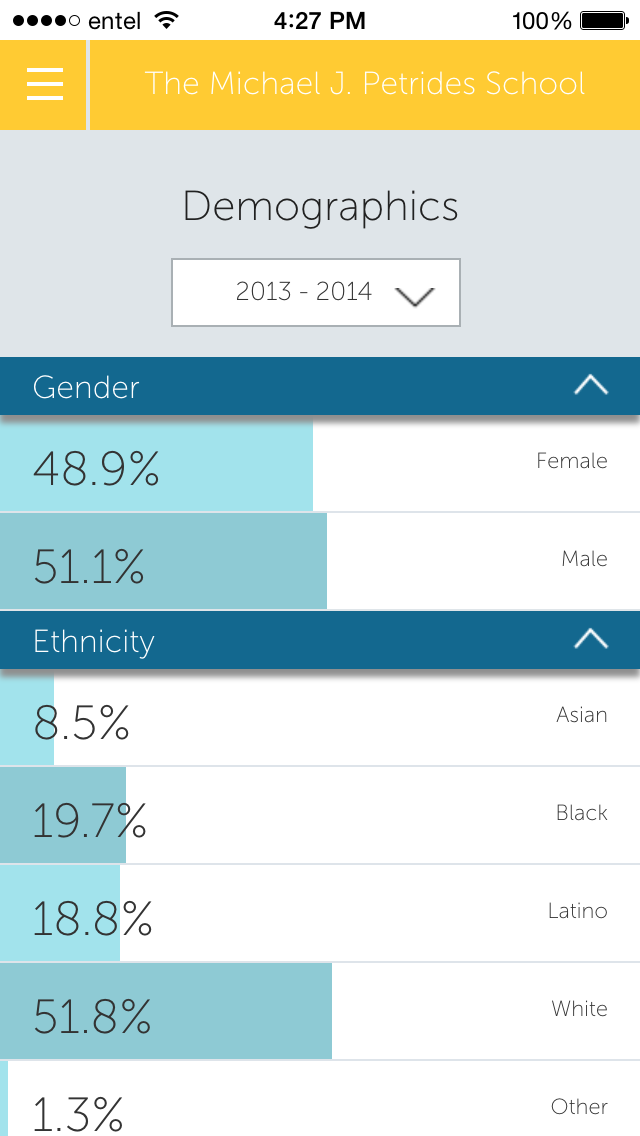 entel 4:27 PM 100%
The Michael J. Petrides School
Demographics
2013 - 2014
Gender
48.9% Female
51.1% Male
Ethnicity
8.5% Asian
19.7% Black
18.8% Latino
51.8% White
1.3% Other